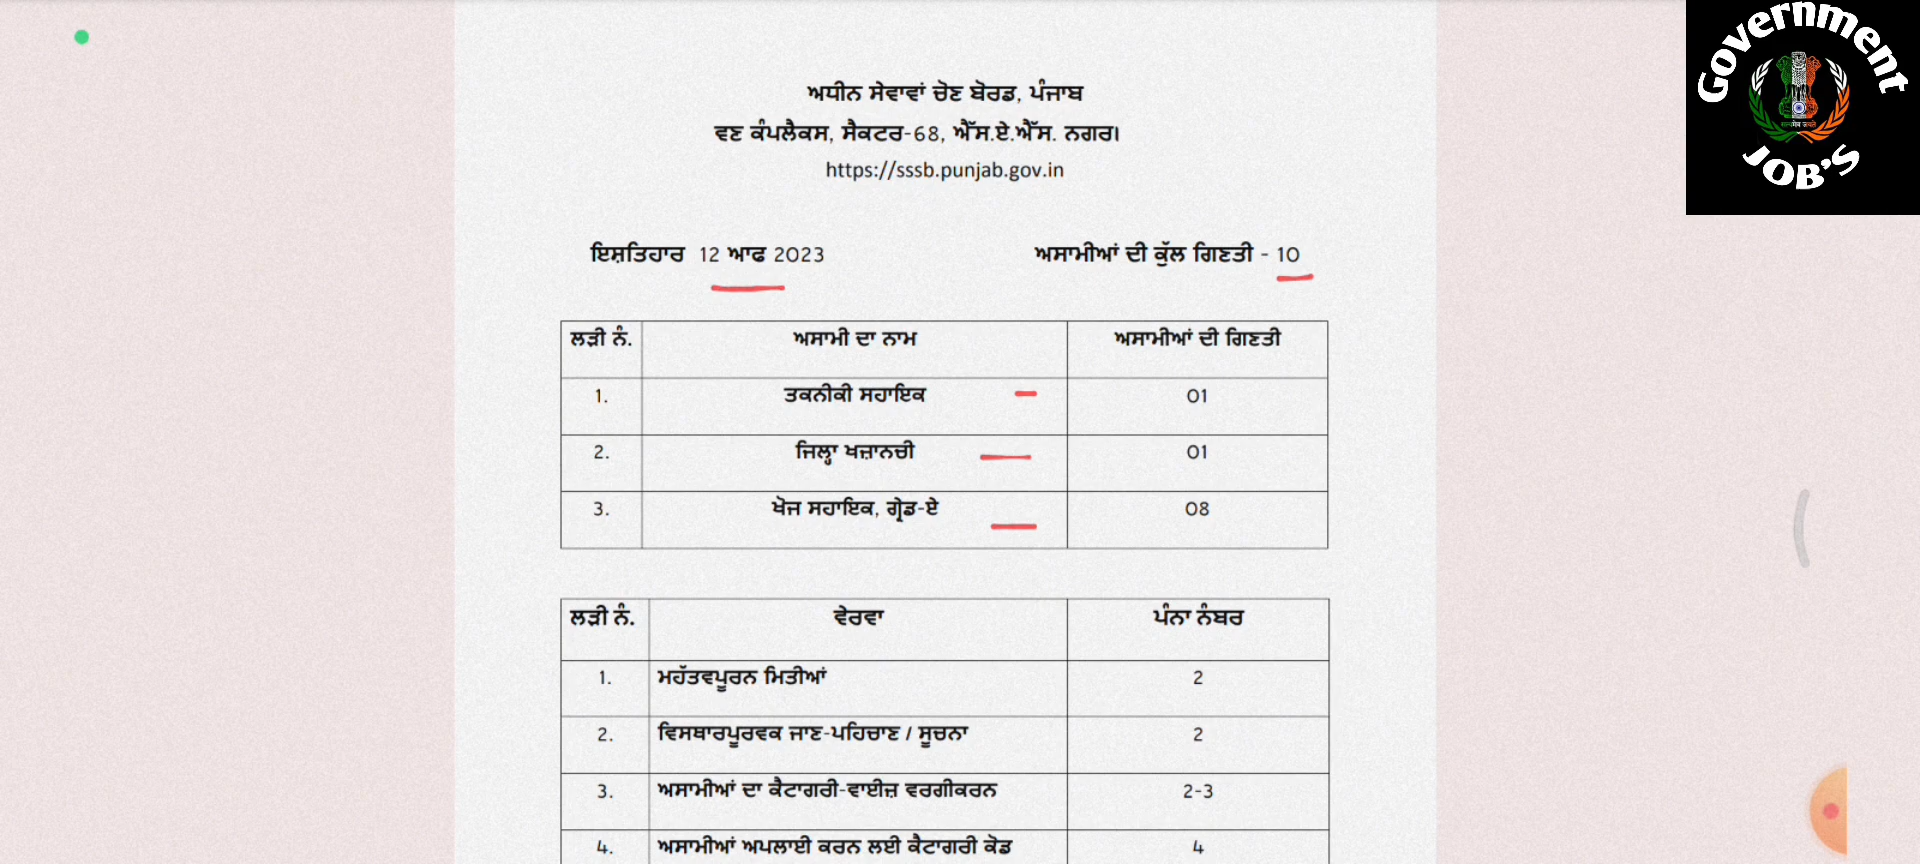 ਅਧੀਨ ਸੇਵਾਵਾਂ ਚੋਣ ਬੋਰਡ, ਪੰਜਾਬ
ਵਣ ਕੰਪਲੈਕਸ, ਸੈਕਟਰ-68, ਐੱਸ.ਏ.ਐੱਸ. ਨਗਰ।
https://sssb.punjab.gov.in
Government
JOB'S
ਇਸ਼ਤਿਹਾਰ 12 ਆਫ 2023 ਅਸਾਮੀਆਂ ਦੀ ਕੁੱਲ ਗਿਣਤੀ - 10
ਲੜੀ ਨੰ. ਅਸਾਮੀ ਦਾ ਨਾਮ ਅਸਾਮੀਆਂ ਦੀ ਗਿਣਤੀ
1. ਤਕਨੀਕੀ ਸਹਾਇਕ 01
2. ਜਿਲ੍ਹਾ ਖਜ਼ਾਨਚੀ 01
3. ਖੋਜ ਸਹਾਇਕ, ਗ੍ਰੇਡ-ਏ 08
ਲੜੀ ਨੰ. ਵੇਰਵਾ ਪੰਨਾ ਨੰਬਰ
1. ਮਹੱਤਵਪੂਰਨ ਮਿਤੀਆਂ 2
2. ਵਿਸਥਾਰਪੂਰਵਕ ਜਾਣ-ਪਹਿਚਾਣ / ਸੂਚਨਾ 2
3. ਅਸਾਮੀਆਂ ਦਾ ਕੈਟਾਗਰੀ-ਵਾਈਜ਼ ਵਰਗੀਕਰਨ 2-3
4. ਅਸਾਮੀਆਂ ਅਪਲਾਈ ਕਰਨ ਲਈ ਕੈਟਾਗਰੀ ਕੋਡ 4